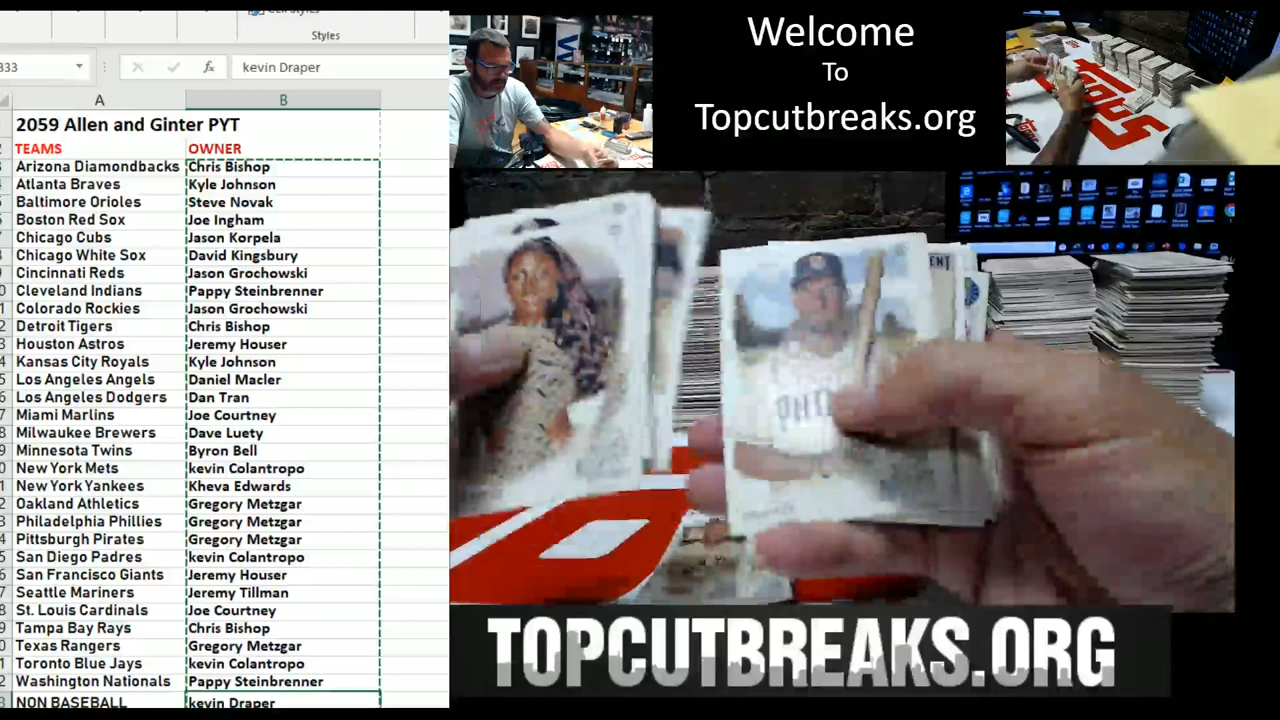 Cell Styles
Styles
333
fx
kevin Draper
A B
2059 Allen and Ginter PYT
TEAMS OWNER
Arizona Diamondbacks Chris Bishop
Atlanta Braves Kyle Johnson
Baltimore Orioles Steve Novak
Boston Red Sox Joe Ingham
Chicago Cubs Jason Korpela
Chicago White Sox David Kingsbury
Cincinnati Reds Jason Grochowski
Cleveland Indians Pappy Steinbrenner
Colorado Rockies Jason Grochowski
Detroit Tigers Chris Bishop
Houston Astros Jeremy Houser
Kansas City Royals Kyle Johnson
Los Angeles Angels Daniel Macler
Los Angeles Dodgers Dan Tran
Miami Marlins Joe Courtney
Milwaukee Brewers Dave Luety
Minnesota Twins Byron Bell
New York Mets kevin Colantropo
New York Yankees Kheva Edwards
Oakland Athletics Gregory Metzgar
Philadelphia Phillies Gregory Metzgar
Pittsburgh Pirates Gregory Metzgar
San Diego Padres kevin Colantropo
San Francisco Giants Jeremy Houser
Seattle Mariners Jeremy Tillman
St. Louis Cardinals Joe Courtney
Tampa Bay Rays Chris Bishop
Texas Rangers Gregory Metzgar
Toronto Blue Jays kevin Colantropo
Washington Nationals Pappy Steinbrenner
NON BASEBALL kevin Draper
Welcome
To
Topcutbreaks.org
TOPCUTBREAKS.ORG